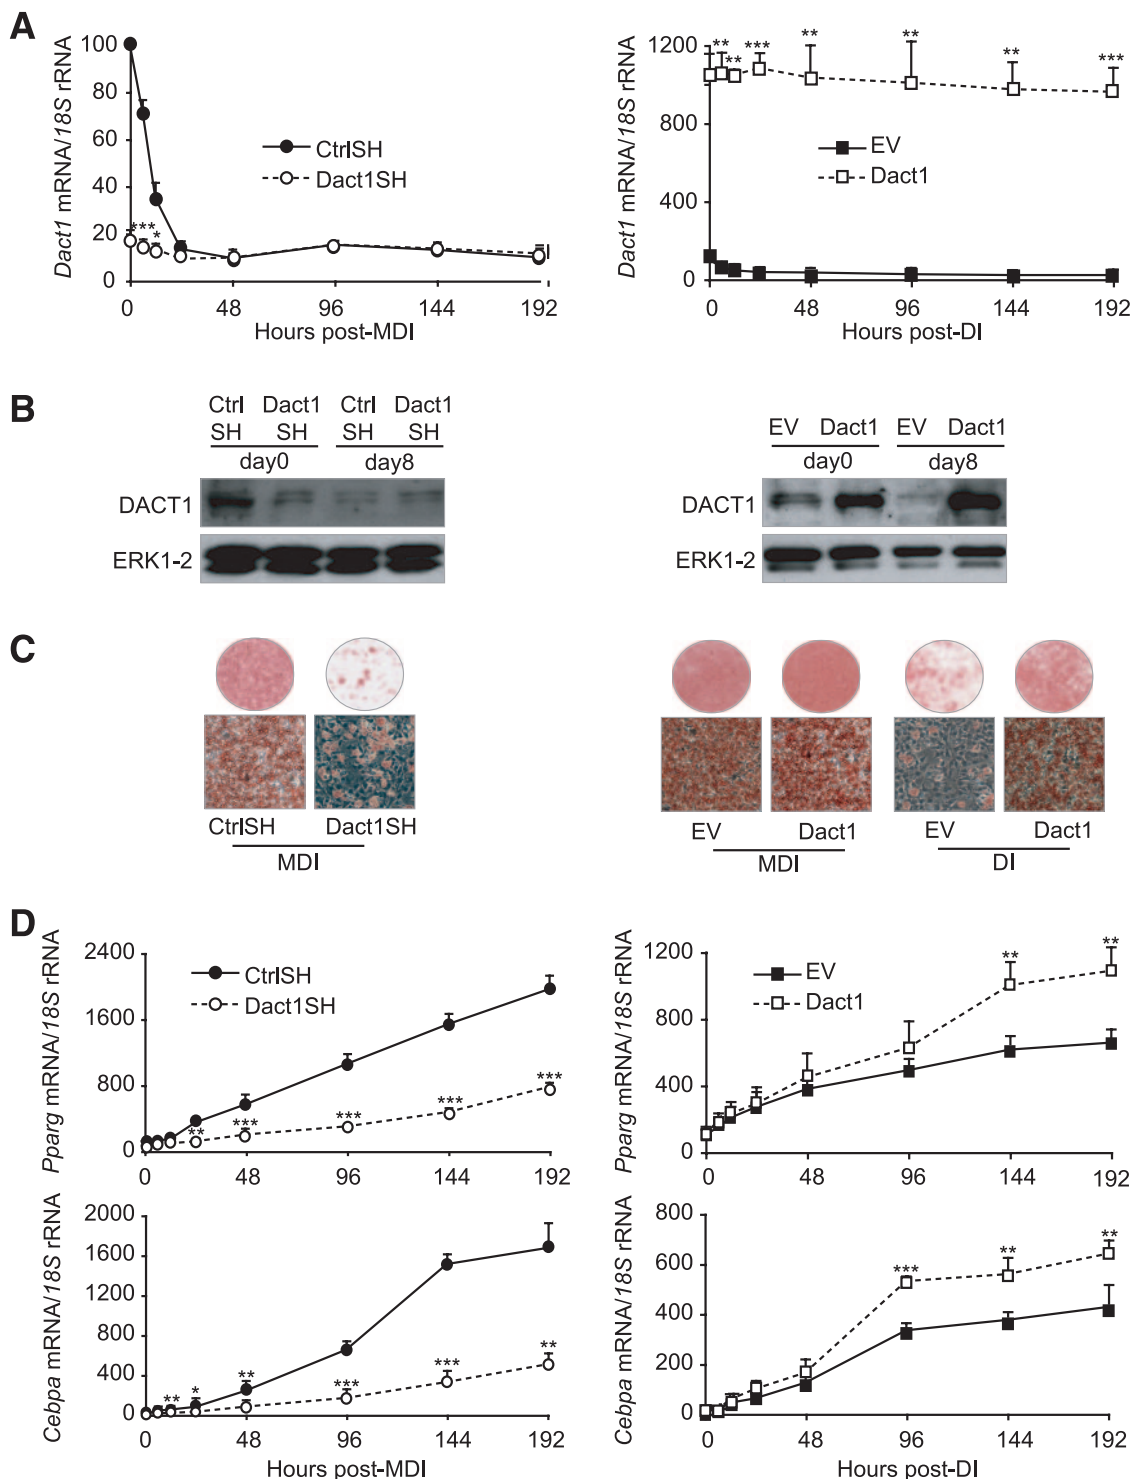 A
Dact1 mRNA/18S rRNA
100
80
60
40
20
0
*** *
CtrlSH
Dact1SH
0 48 96 144 192
Hours post-MDI
Dact1 mRNA/18S rRNA
1200
800
400
0
** ** *** ** ** ** ***
EV
Dact1
0 48 96 144 192
Hours post-DI
B
Ctrl Dact1 Ctrl Dact1
SH SH SH SH
day0 day8
DACT1
ERK1-2
EV Dact1 EV Dact1
day0 day8
DACT1
ERK1-2
C
CtrlSH Dact1SH
MDI
EV Dact1 EV Dact1
MDI DI
D
Pparg mRNA/18S rRNA
2400
1600
800
0
CtrlSH
Dact1SH
** *** *** *** ***
0 48 96 144 192
Pparg mRNA/18S rRNA
1200
800
400
0
EV
Dact1
** **
0 48 96 144 192
Cebpa mRNA/18S rRNA
2000
1600
800
400
0
** * ** *** *** **
0 48 96 144 192
Hours post-MDI
Cebpa mRNA/18S rRNA
800
600
400
200
0
*** ** **
0 48 96 144 192
Hours post-DI